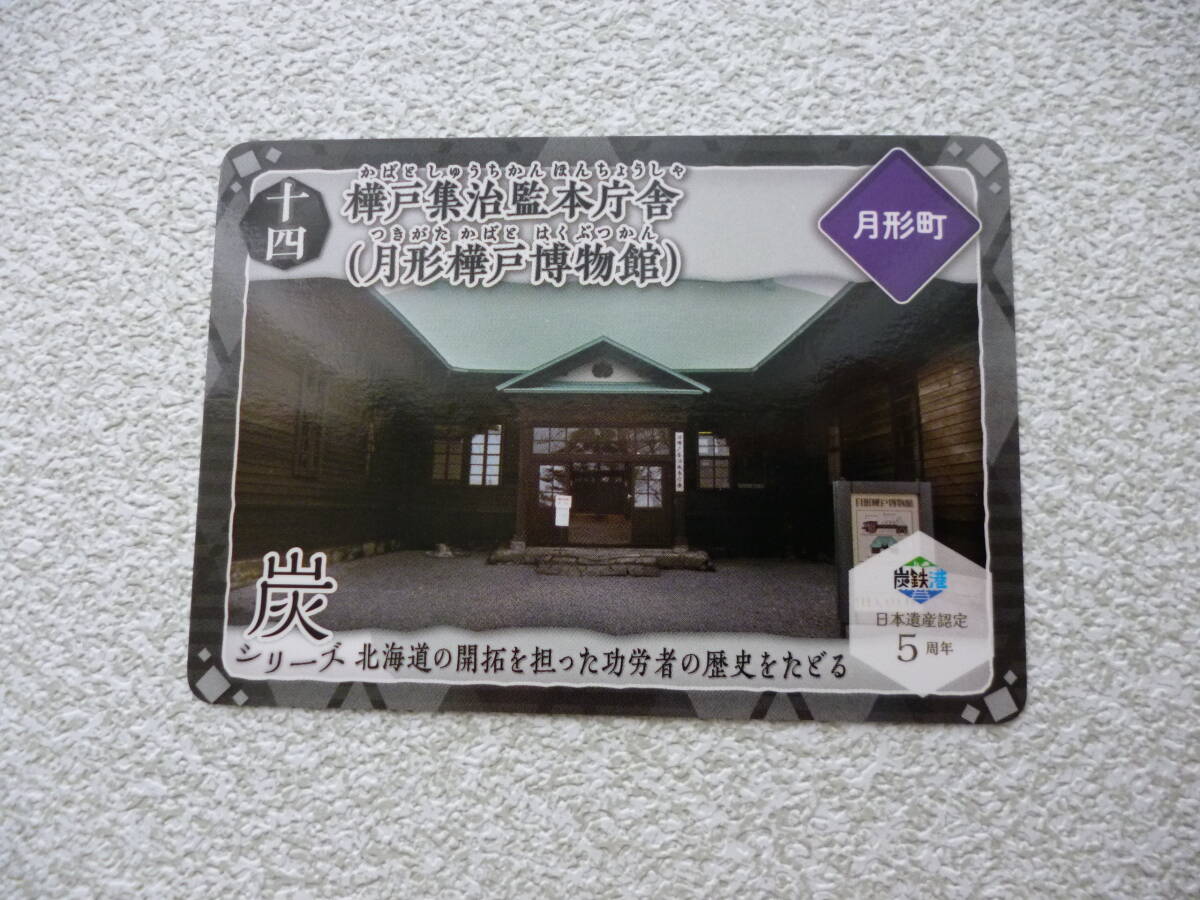 十四
かばとしゅうちかんほんちょうしゃ
樺戸集治監本庁舎
つきがた かばと はくぶつかん
(月形樺戸博物館)
月形町
炭鉄港
日本遺産認定
5周年
炭
シリーズ 北海道の開拓を担った功労者の歴史をたどる